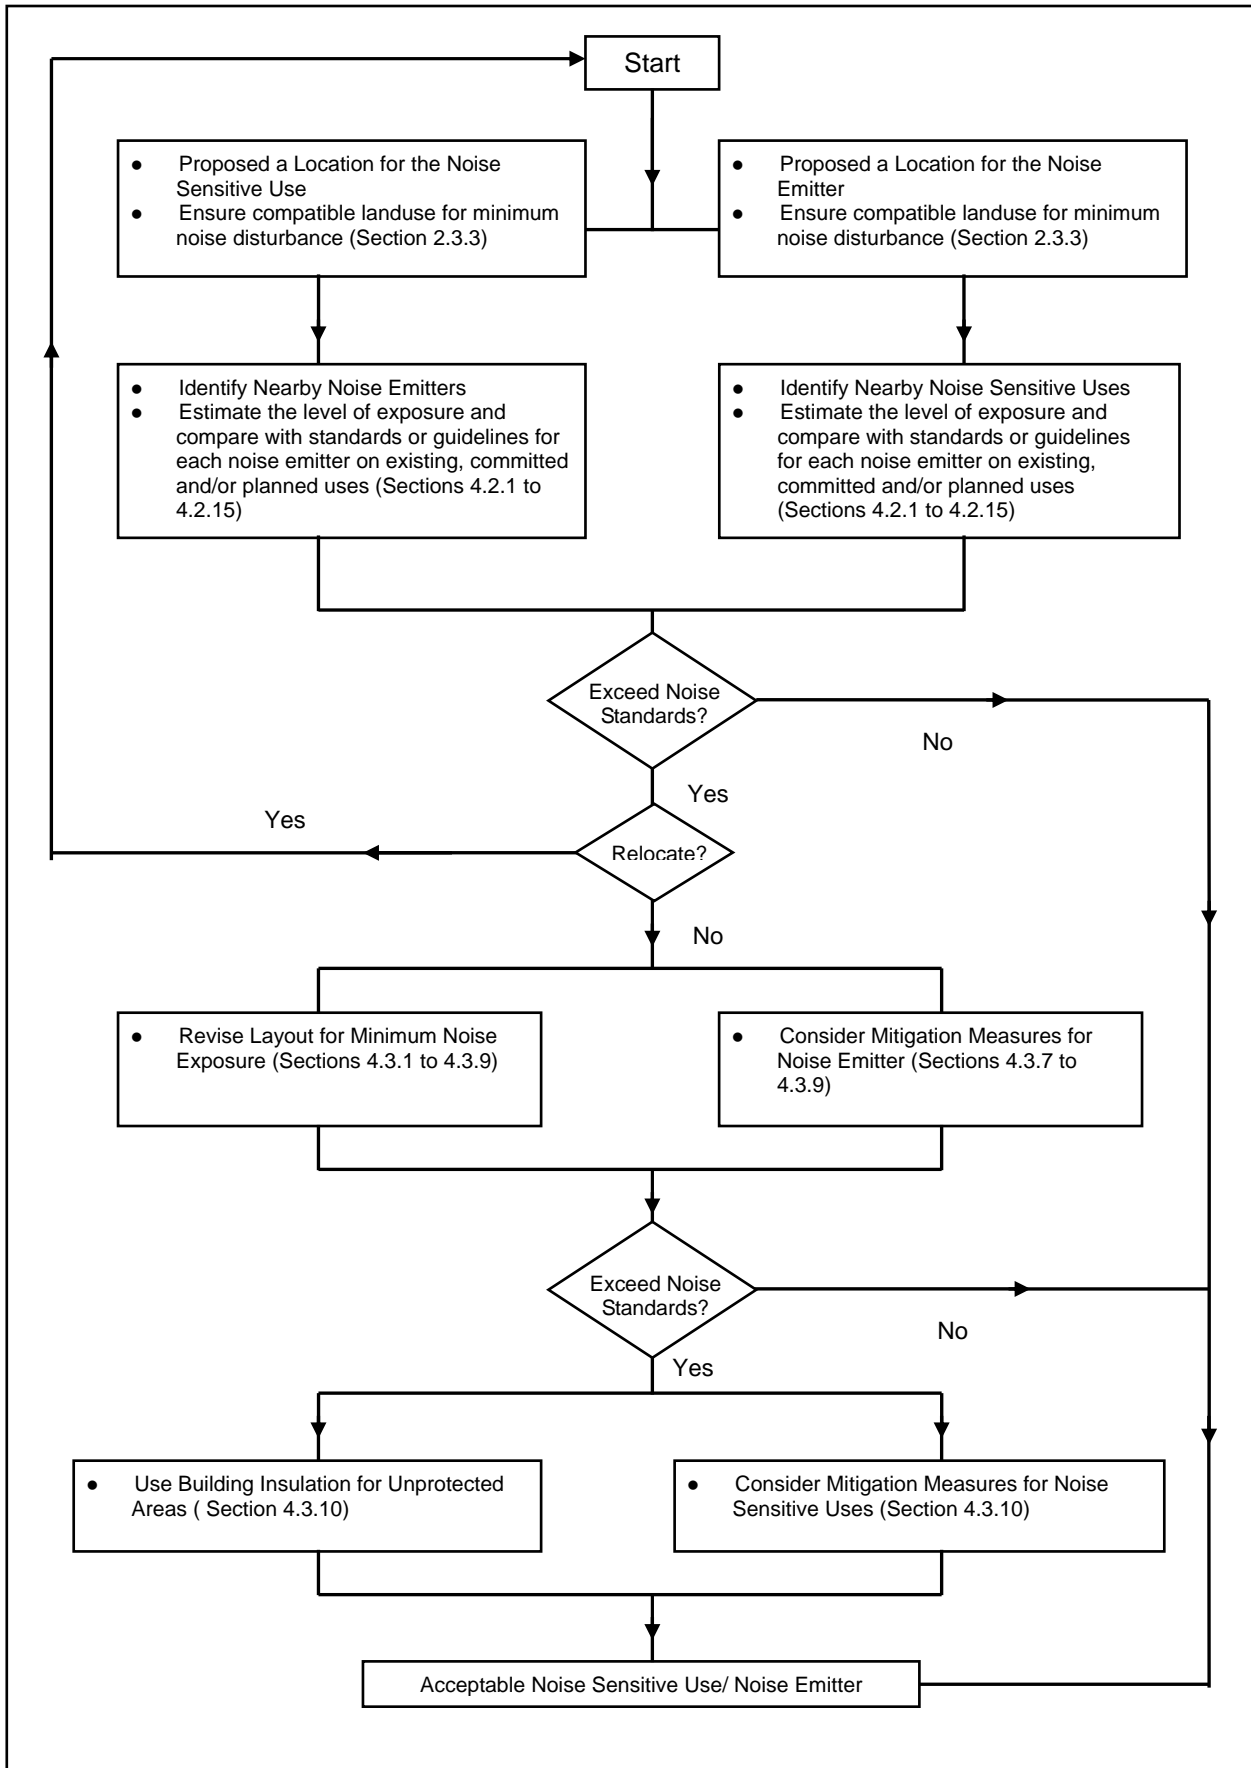 Start
● Proposed a Location for the Noise
Sensitive Use
● Ensure compatible landuse for minimum
noise disturbance (Section 2.3.3)
● Proposed a Location for the Noise
Emitter
● Ensure compatible landuse for minimum
noise disturbance (Section 2.3.3)
● Identify Nearby Noise Emitters
● Estimate the level of exposure and
compare with standards or guidelines for
each noise emitter on existing, committed
and/or planned uses (Sections 4.2.1 to
4.2.15)
● Identify Nearby Noise Sensitive Uses
● Estimate the level of exposure and
compare with standards or guidelines
for each noise emitter on existing,
committed and/or planned uses
(Sections 4.2.1 to 4.2.15)
Exceed Noise
Standards?
No
Yes
Yes
Relocate?
No
● Revise Layout for Minimum Noise
Exposure (Sections 4.3.1 to 4.3.9)
● Consider Mitigation Measures for
Noise Emitter (Sections 4.3.7 to
4.3.9)
Exceed Noise
Standards?
No
Yes
● Use Building Insulation for Unprotected
Areas ( Section 4.3.10)
● Consider Mitigation Measures for Noise
Sensitive Uses (Section 4.3.10)
Acceptable Noise Sensitive Use/ Noise Emitter